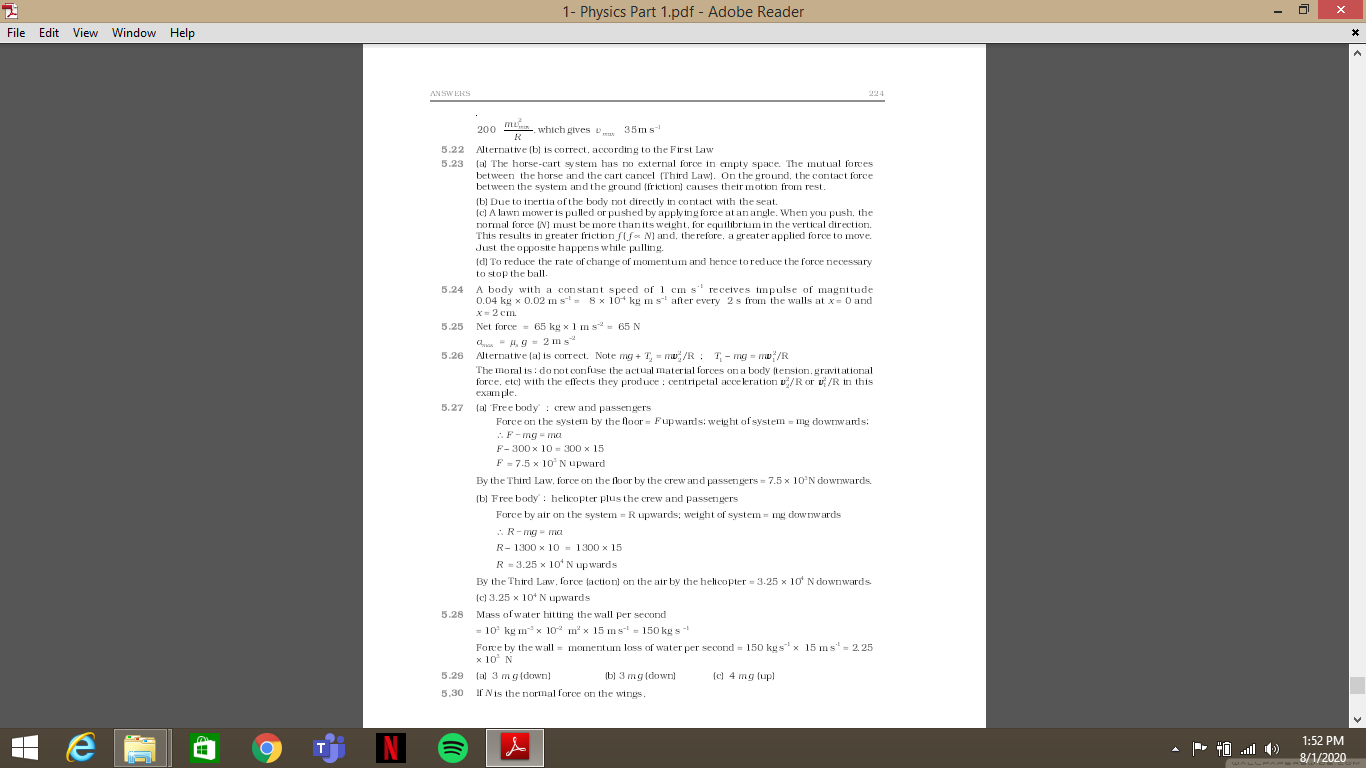 1- Physics Part 1.pdf - Adobe Reader
File Edit View Window Help
ANSWERS 224
200 mv²max / R , which gives v max 35 m s⁻¹
5.22 Alternative (b) is correct, according to the First Law
5.23 (a) The horse-cart system has no external force in empty space. The mutual forces
between the horse and the cart cancel (Third Law). On the ground, the contact force
between the system and the ground (friction) causes their motion from rest.
(b) Due to inertia of the body not directly in contact with the seat.
(c) A lawn mower is pulled or pushed by applying force at an angle. When you push, the
normal force (N) must be more than its weight, for equilibrium in the vertical direction.
This results in greater friction f (f ∝ N) and, therefore, a greater applied force to move.
Just the opposite happens while pulling.
(d) To reduce the rate of change of momentum and hence to reduce the force necessary
to stop the ball.
5.24 A body with a constant speed of 1 cm s⁻¹ receives impulse of magnitude
0.04 kg × 0.02 m s⁻¹ = 8 × 10⁻⁴ kg m s⁻¹ after every 2 s from the walls at x = 0 and
x = 2 cm.
5.25 Net force = 65 kg × 1 m s⁻² = 65 N
aₘₐₓ = μₛ g = 2 m s⁻²
5.26 Alternative (a) is correct. Note mg + T₂ = mv₂²/R ; T₁ – mg = mv₁²/R
The moral is : do not confuse the actual material forces on a body (tension, gravitational
force, etc) with the effects they produce : centripetal acceleration v₂²/R or v₁²/R in this
example.
5.27 (a) 'Free body' : crew and passengers
Force on the system by the floor = F upwards; weight of system = mg downwards;
∴ F – mg = ma
F – 300 × 10 = 300 × 15
F = 7.5 × 10³ N upward
By the Third Law, force on the floor by the crew and passengers = 7.5 × 10³ N downwards.
(b) 'Free body' : helicopter plus the crew and passengers
Force by air on the system = R upwards; weight of system = mg downwards
∴ R – mg = ma
R – 1300 × 10 = 1300 × 15
R = 3.25 × 10⁴ N upwards
By the Third Law, force (action) on the air by the helicopter = 3.25 × 10⁴ N downwards.
(c) 3.25 × 10⁴ N upwards
5.28 Mass of water hitting the wall per second
= 10³ kg m⁻³ × 10⁻² m² × 15 m s⁻¹ = 150 kg s⁻¹
Force by the wall = momentum loss of water per second = 150 kg s⁻¹ × 15 m s⁻¹ = 2.25
× 10³ N
5.29 (a) 3 m g (down) (b) 3 m g (down) (c) 4 m g (up)
5.30 If N is the normal force on the wings,
1:52 PM
8/1/2020